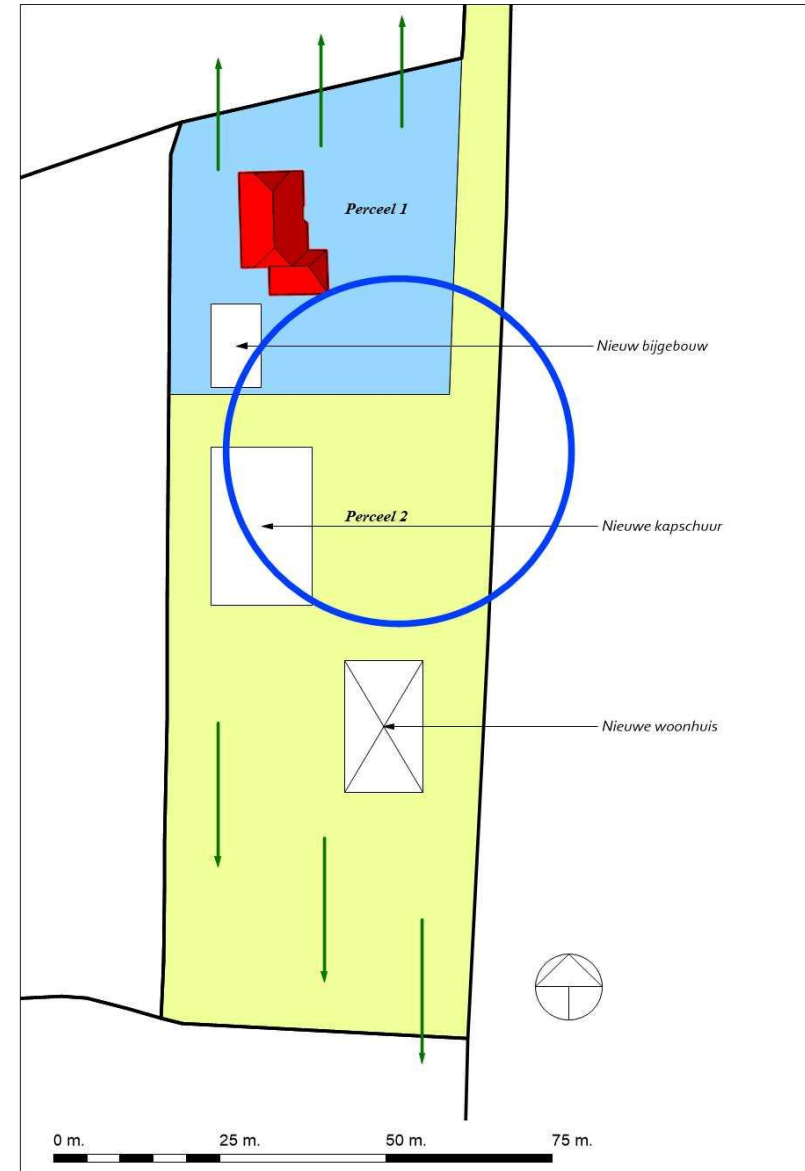 Perceel 1
Nieuw bijgebouw
Perceel 2
Nieuwe kapschuur
Nieuwe woonhuis
0 m. 25 m. 50 m. 75 m.